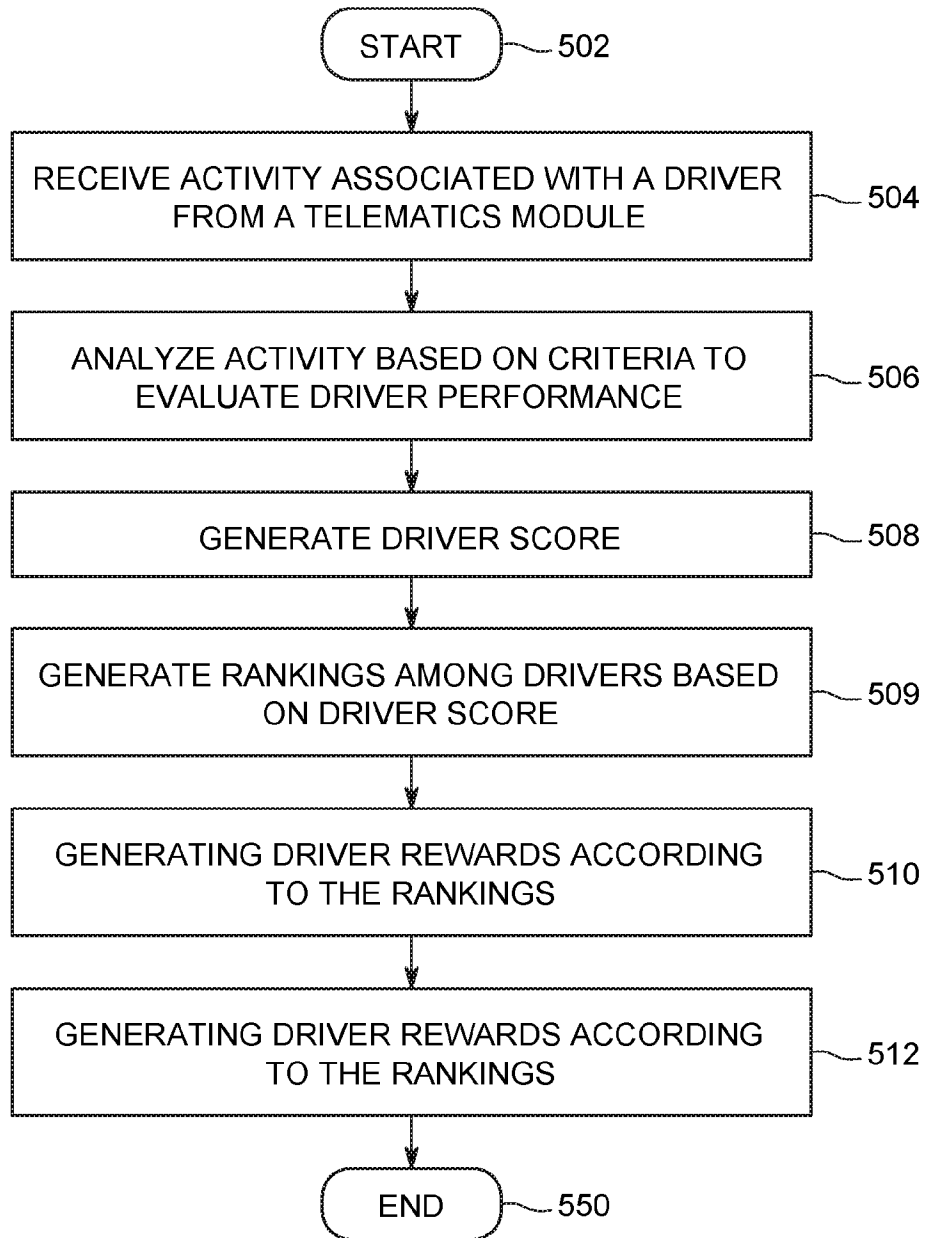 START
502
RECEIVE ACTIVITY ASSOCIATED WITH A DRIVER
FROM A TELEMATICS MODULE
504
ANALYZE ACTIVITY BASED ON CRITERIA TO
EVALUATE DRIVER PERFORMANCE
506
GENERATE DRIVER SCORE
508
GENERATE RANKINGS AMONG DRIVERS BASED
ON DRIVER SCORE
509
GENERATING DRIVER REWARDS ACCORDING
TO THE RANKINGS
510
GENERATING DRIVER REWARDS ACCORDING
TO THE RANKINGS
512
END
550